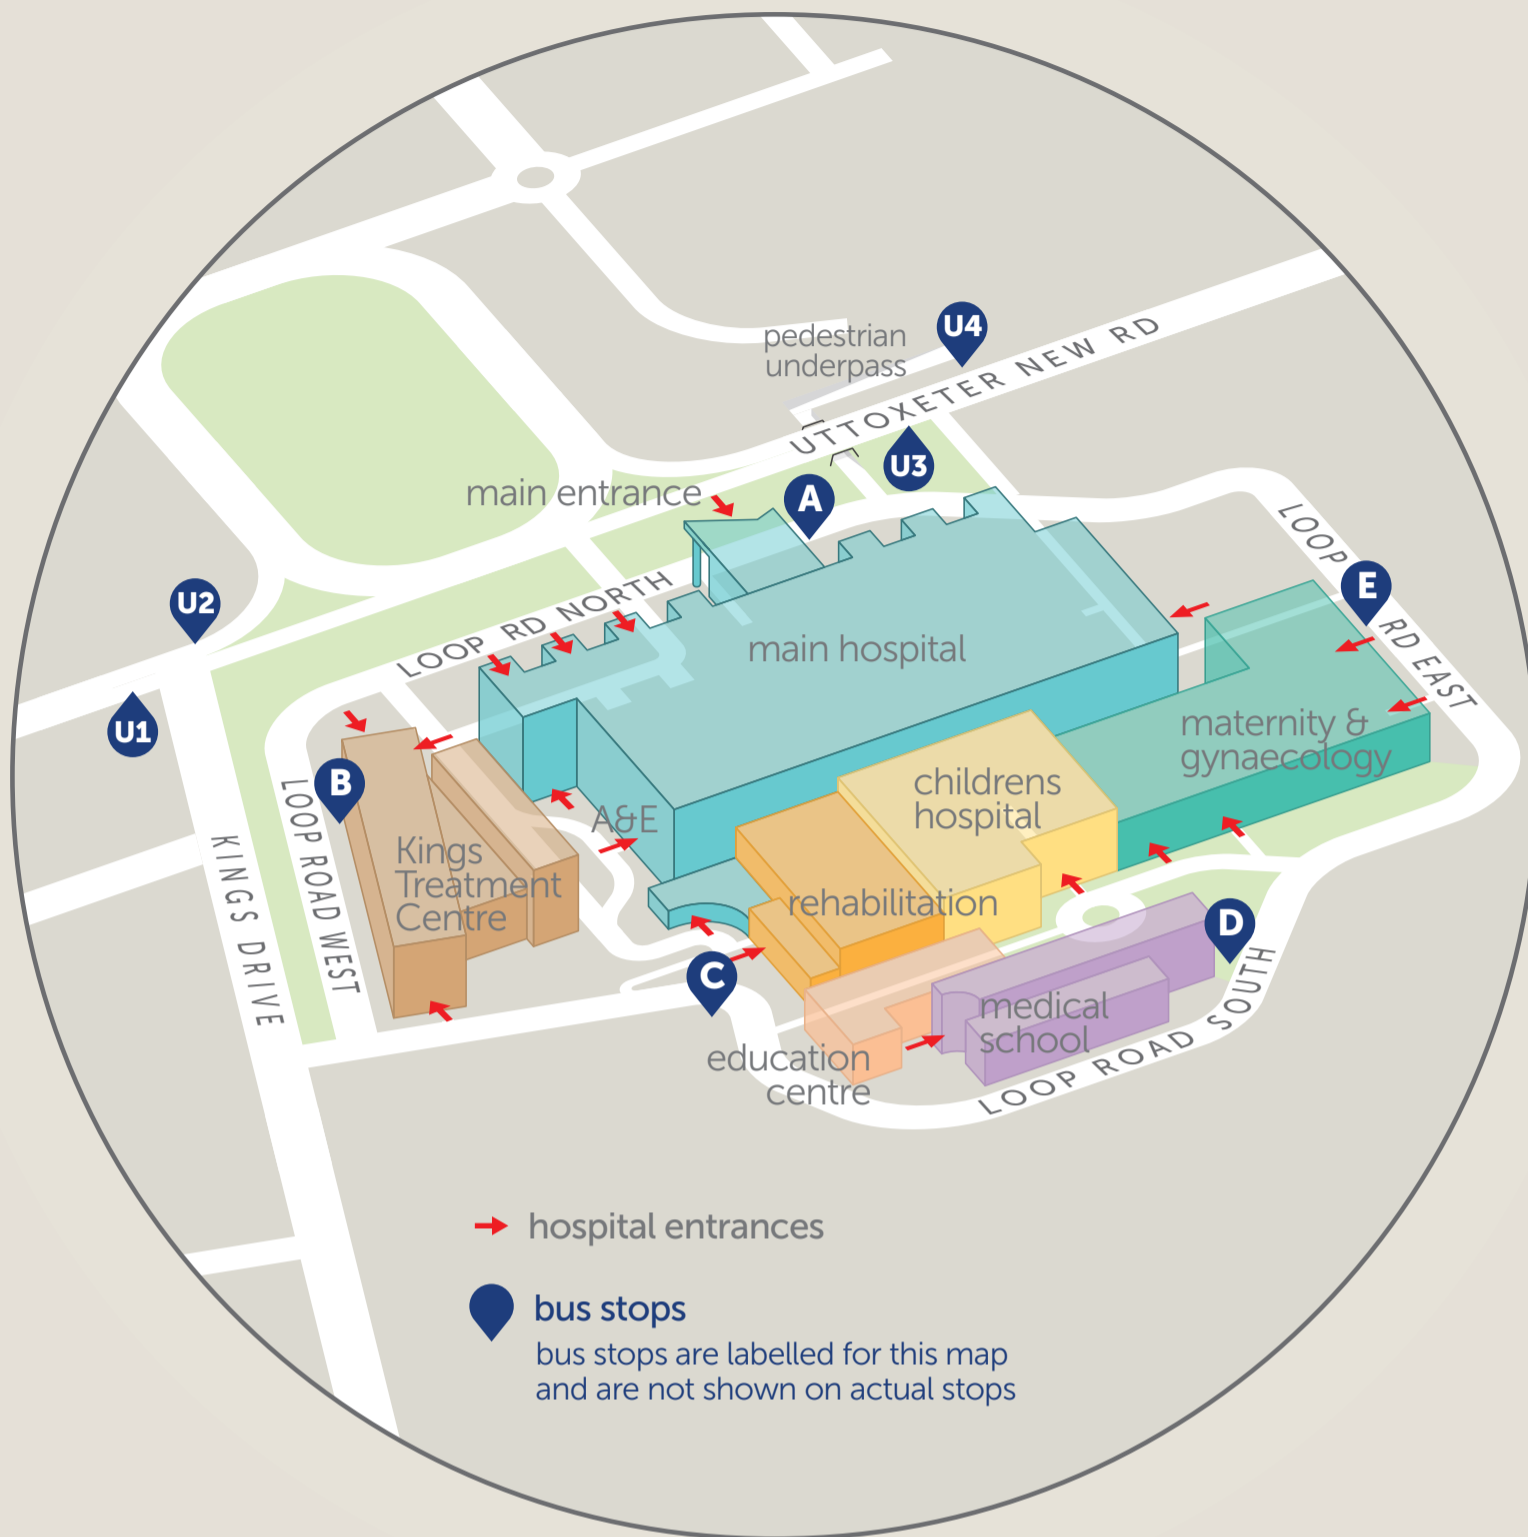 U4
pedestrian
underpass
UTTOXETER NEW RD
U3
main entrance
A
LOOP RD EAST
E
U2
LOOP RD NORTH
main hospital
U1
maternity &
gynaecology
B
childrens
hospital
A&E
LOOP ROAD WEST
KINGS DRIVE
Kings
Treatment
Centre
rehabilitation
D
C
medical
school
education
centre
LOOP ROAD SOUTH
hospital entrances
bus stops
bus stops are labelled for this map
and are not shown on actual stops